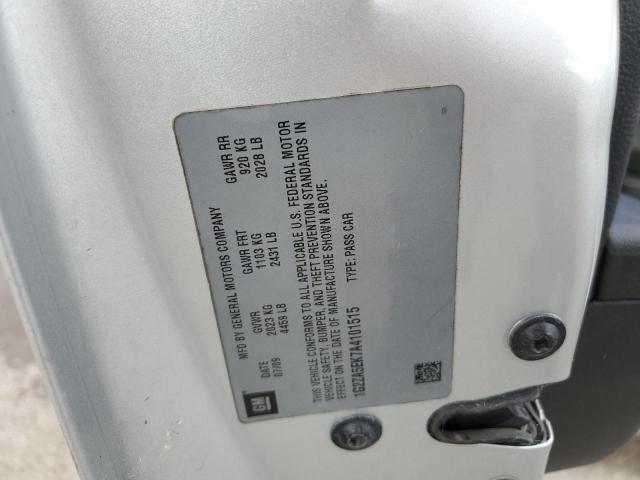 GM
MFD BY GENERAL MOTORS COMPANY
DATE GVWR GAWR FRT GAWR RR
07/09 2023 KG 1103 KG 920 KG
4459 LB 2431 LB 2028 LB
THIS VEHICLE CONFORMS TO ALL APPLICABLE U.S. FEDERAL MOTOR
VEHICLE SAFETY, BUMPER, AND THEFT PREVENTION STANDARDS IN
EFFECT ON THE DATE OF MANUFACTURE SHOWN ABOVE.
TYPE: PASS CAR
1G2ZA5EK7A4101515